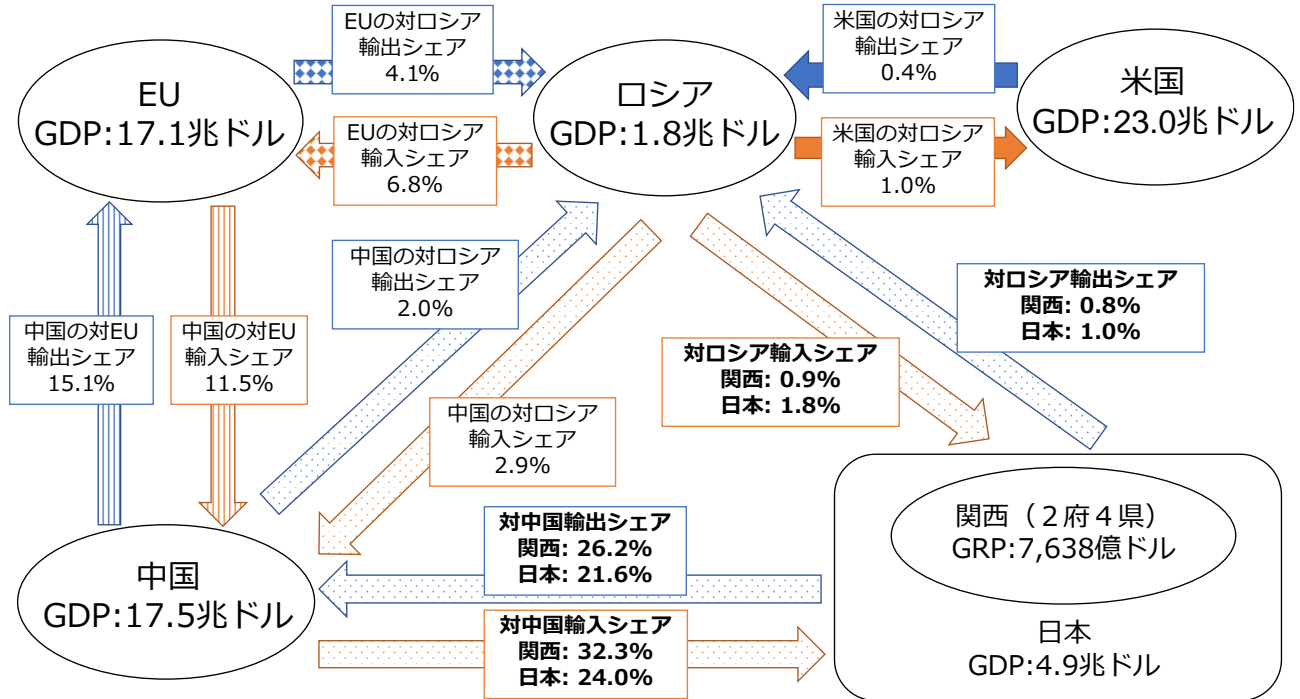 EUの対ロシア
輸出シェア
4.1%
米国の対ロシア
輸出シェア
0.4%
EU
GDP:17.1兆ドル
ロシア
GDP:1.8兆ドル
米国
GDP:23.0兆ドル
EUの対ロシア
輸入シェア
6.8%
米国の対ロシア
輸入シェア
1.0%
中国の対ロシア
輸出シェア
2.0%
対ロシア輸出シェア
関西: 0.8%
日本: 1.0%
中国の対EU
輸出シェア
15.1%
中国の対EU
輸入シェア
11.5%
対ロシア輸入シェア
関西: 0.9%
日本: 1.8%
中国の対ロシア
輸入シェア
2.9%
関西（２府４県）
GRP:7,638億ドル
対中国輸出シェア
関西: 26.2%
日本: 21.6%
中国
GDP:17.5兆ドル
対中国輸入シェア
関西: 32.3%
日本: 24.0%
日本
GDP:4.9兆ドル